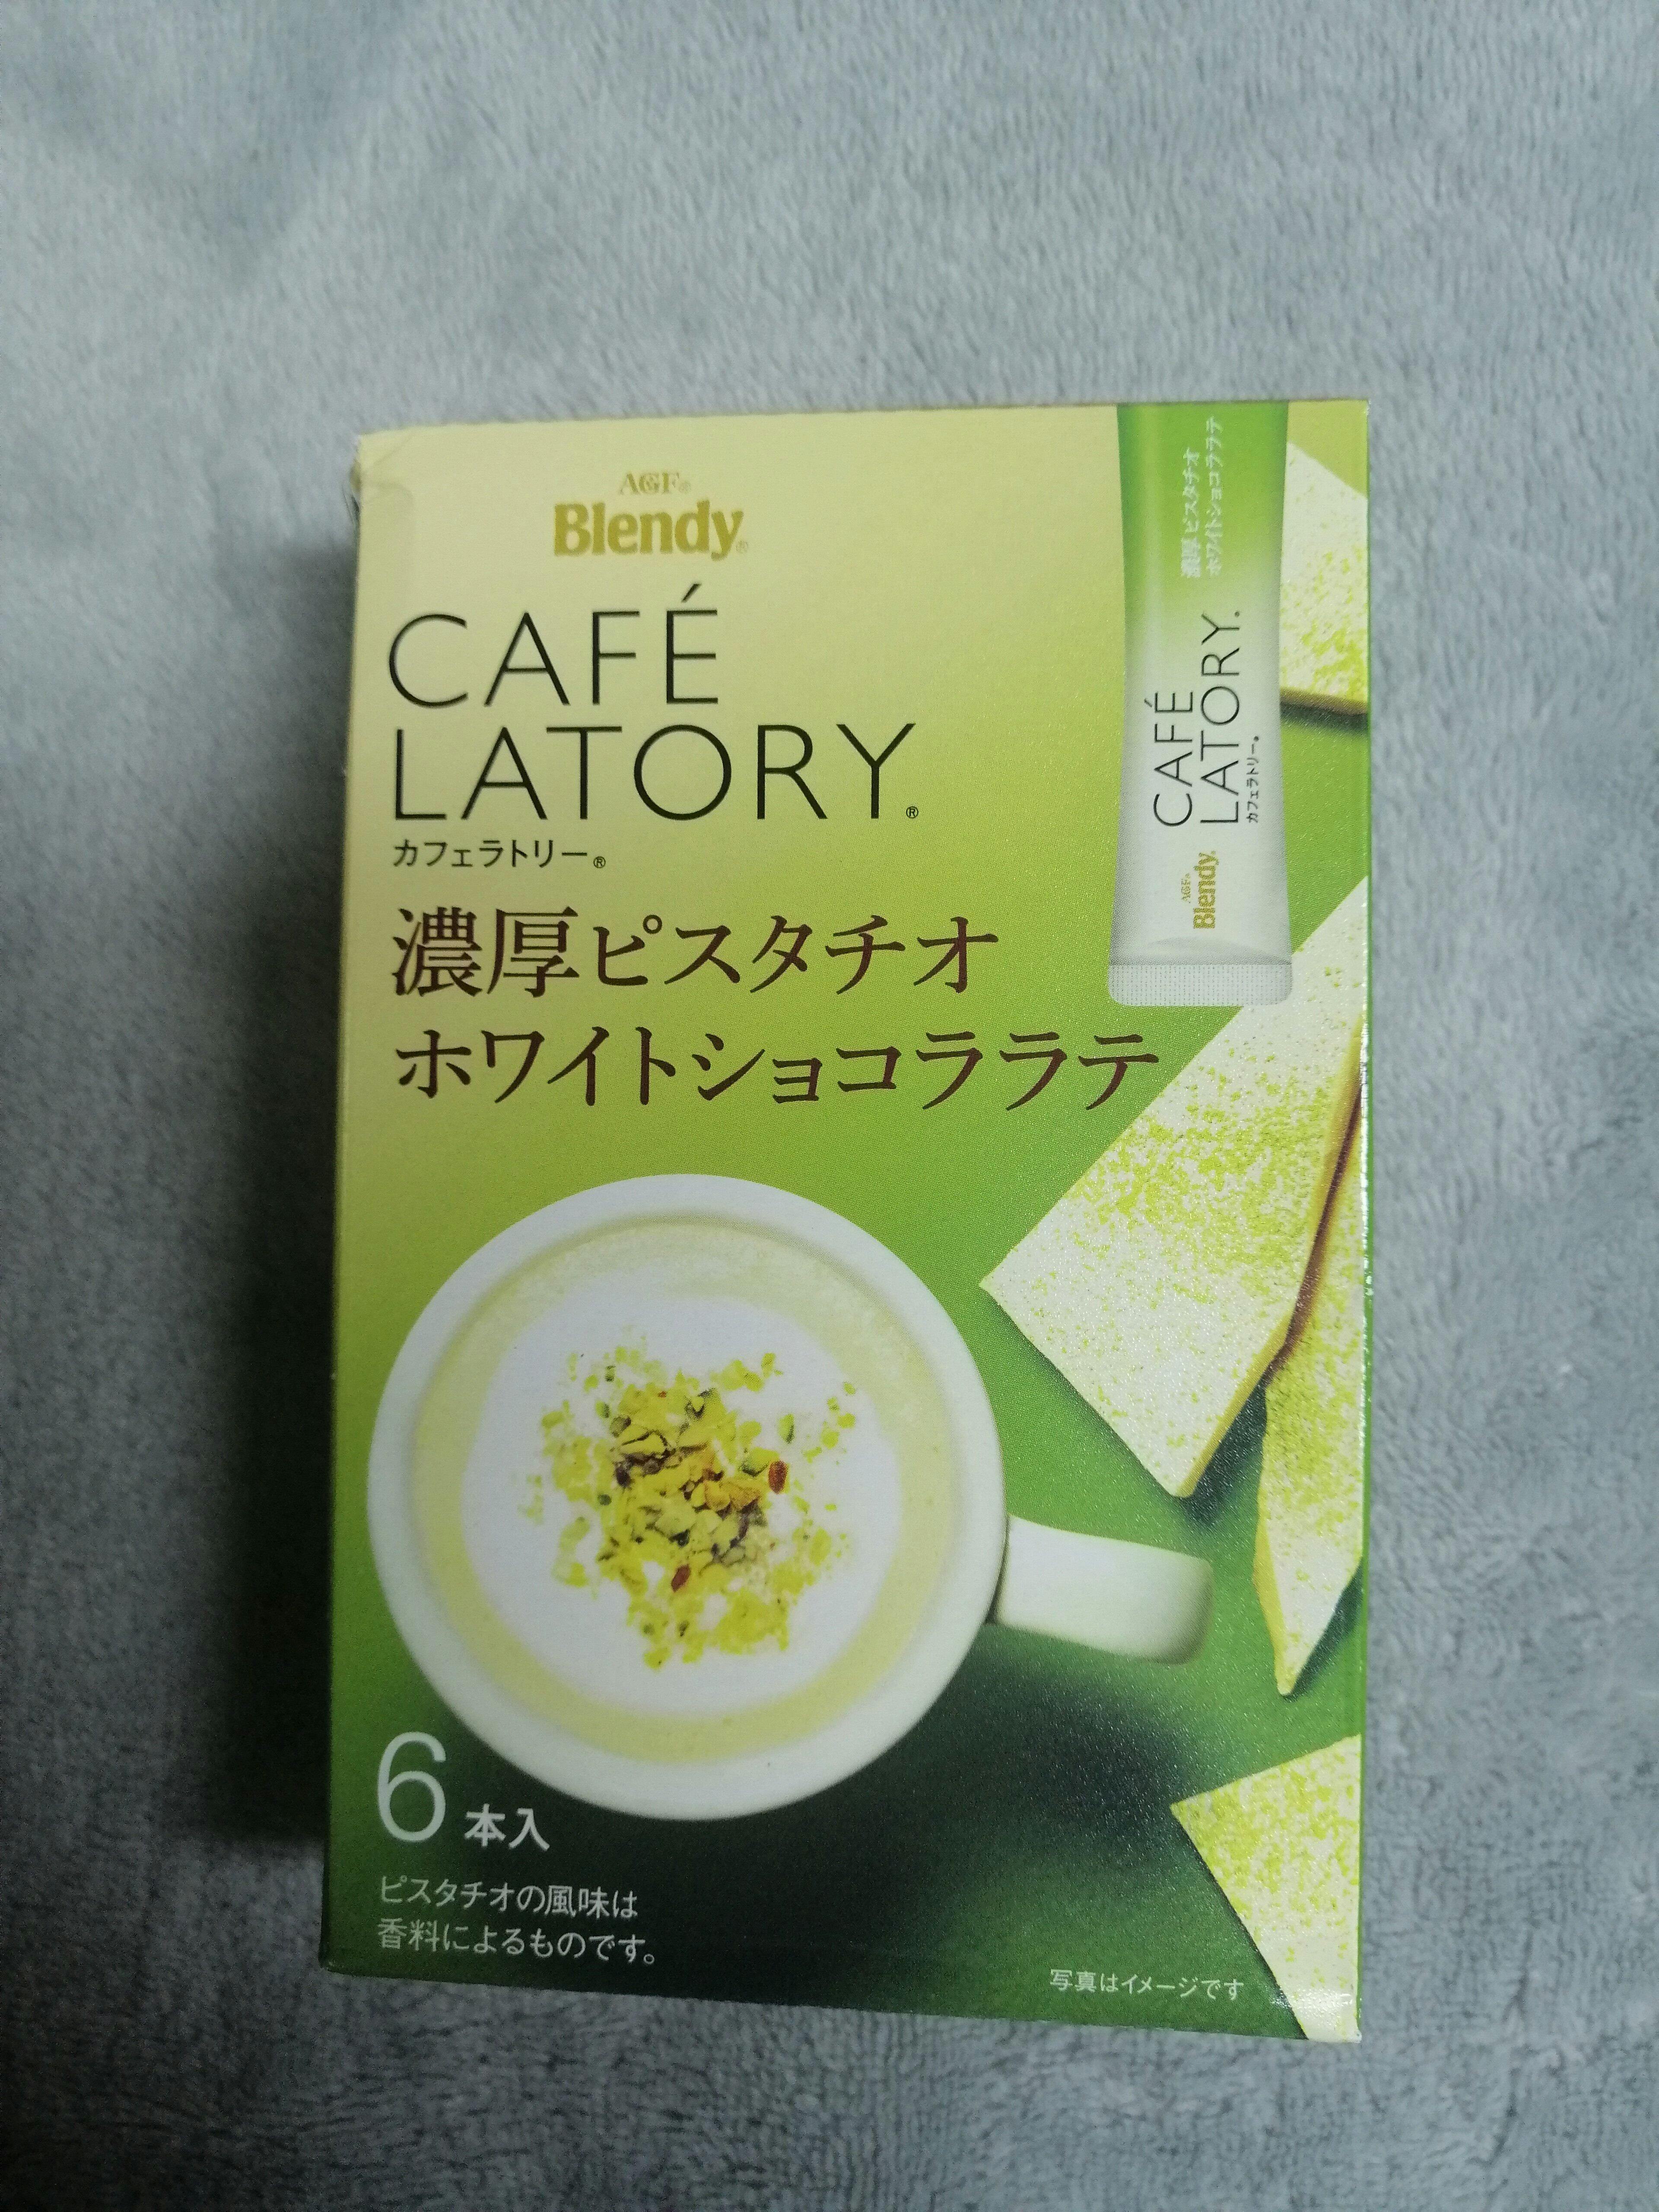 AGF®
Blendy®
CAFÉ
LATORY®
カフェラトリー®
濃厚ピスタチオ
ホワイトショコララテ
濃厚 ピスタチオ
ホワイトショコララテ
CAFÉ
LATORY®
カフェラトリー®
AGF®
Blendy®
6本入
ピスタチオの風味は
香料によるものです。
写真はイメージです